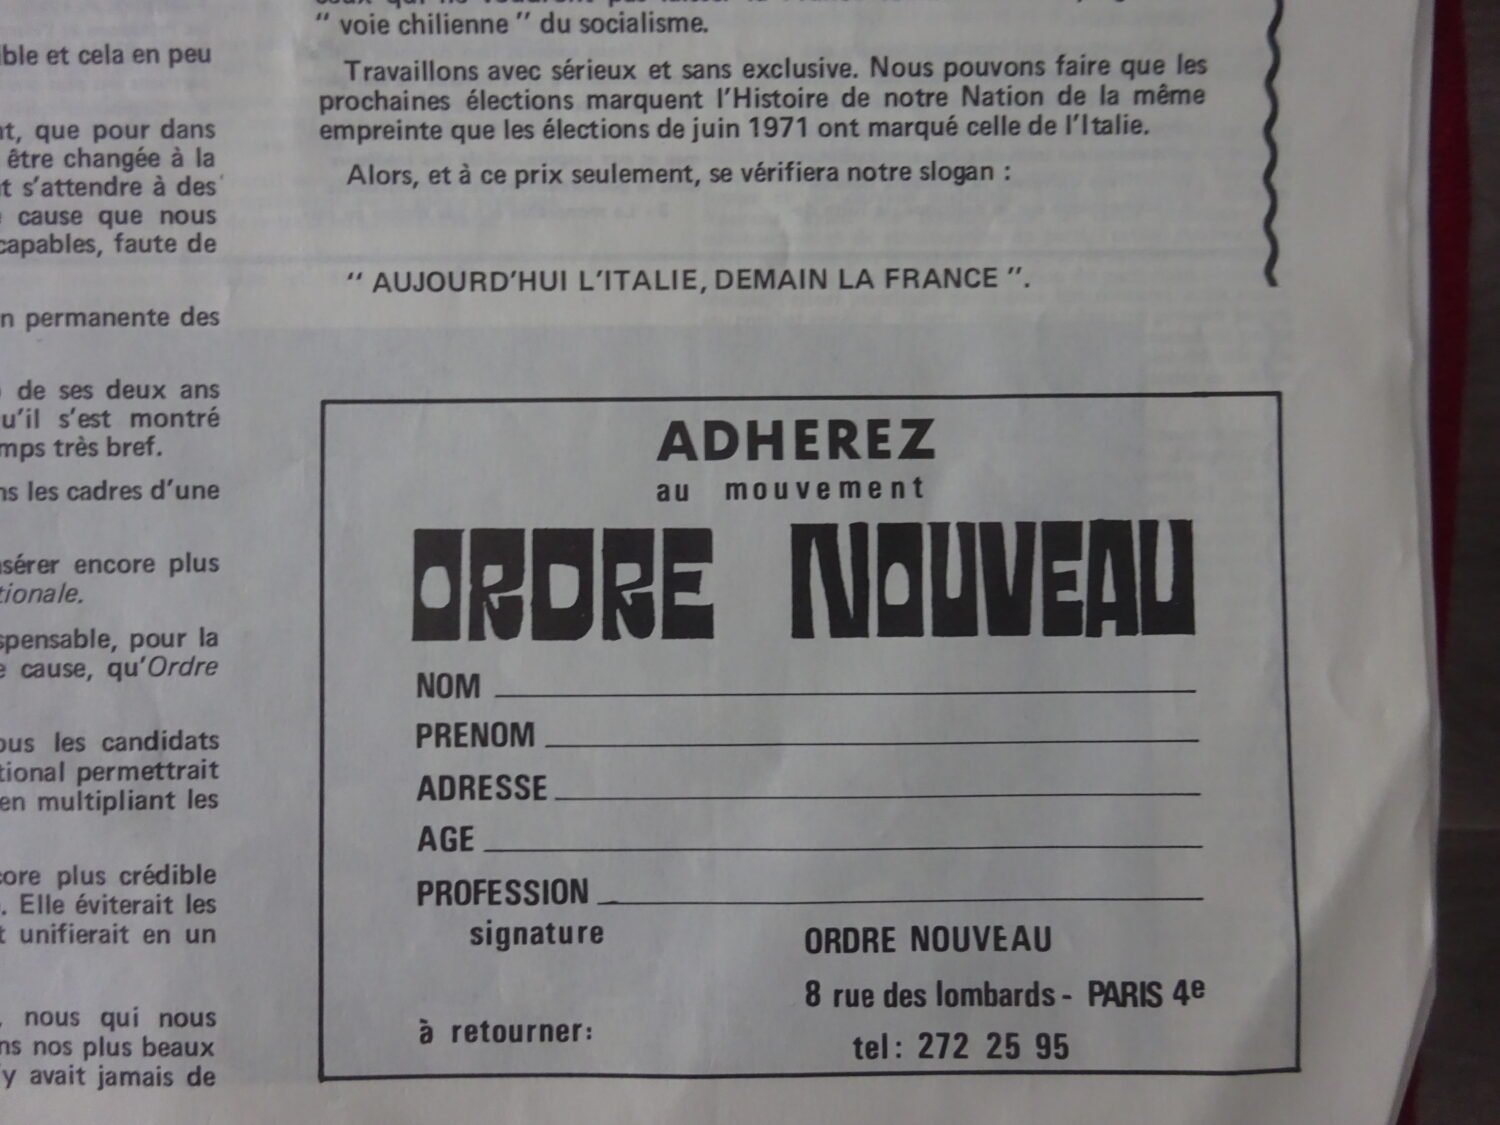 ible et cela en peu
nt, que pour dans
être changée à la
t s'attendre à des
cause que nous
capables, faute de
n permanente des
de ses deux ans
u'il s'est montré
mps très bref.
ns les cadres d'une
nsérer encore plus
tionale.
spensable, pour la
e cause, qu'Ordre
ous les candidats
tional permettrait
en multipliant les
core plus crédible
. Elle éviterait les
t unifierait en un
, nous qui nous
ns nos plus beaux
'y avait jamais de
" voie chilienne " du socialisme.
Travaillons avec sérieux et sans exclusive. Nous pouvons faire que les
prochaines élections marquent l'Histoire de notre Nation de la même
empreinte que les élections de juin 1971 ont marqué celle de l'Italie.
Alors, et à ce prix seulement, se vérifiera notre slogan :
" AUJOURD'HUI L'ITALIE, DEMAIN LA FRANCE ".
ADHEREZ
au mouvement
ORDRE NOUVEAU
NOM
PRENOM
ADRESSE
AGE
PROFESSION
signature
à retourner:
ORDRE NOUVEAU
8 rue des lombards - PARIS 4e
tel: 272 25 95